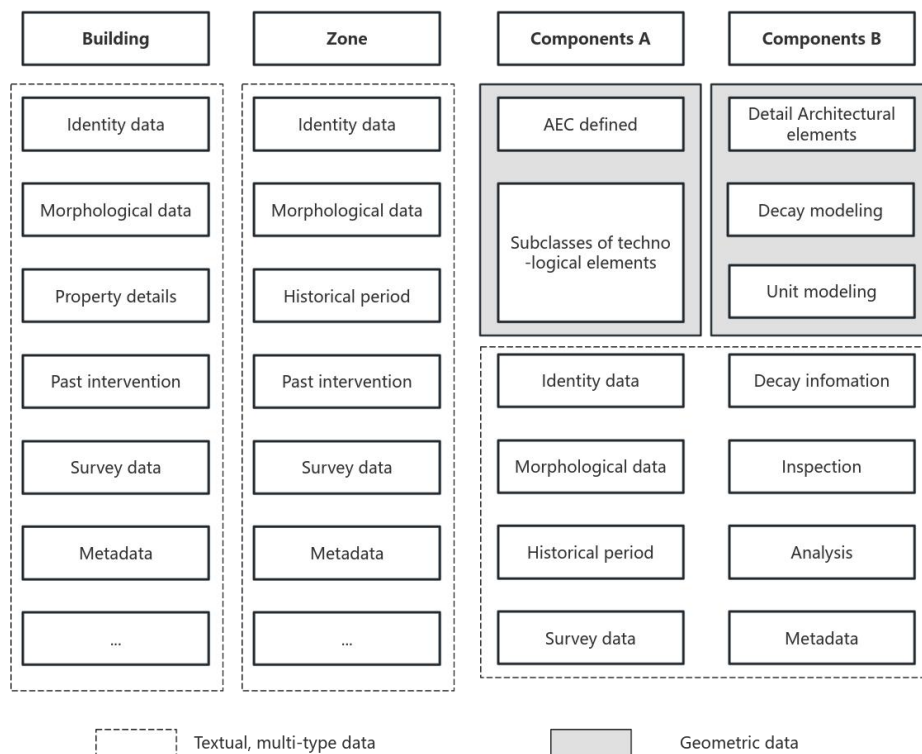 Building
Zone
Components A
Components B
Identity data
Morphological data
Property details
Past intervention
Survey data
Metadata
...
Identity data
Morphological data
Historical period
Past intervention
Survey data
Metadata
...
AEC defined
Subclasses of techno
-logical elements
Detail Architectural
elements
Decay modeling
Unit modeling
Identity data
Morphological data
Historical period
Survey data
Decay infomation
Inspection
Analysis
Metadata
Textual, multi-type data
Geometric data